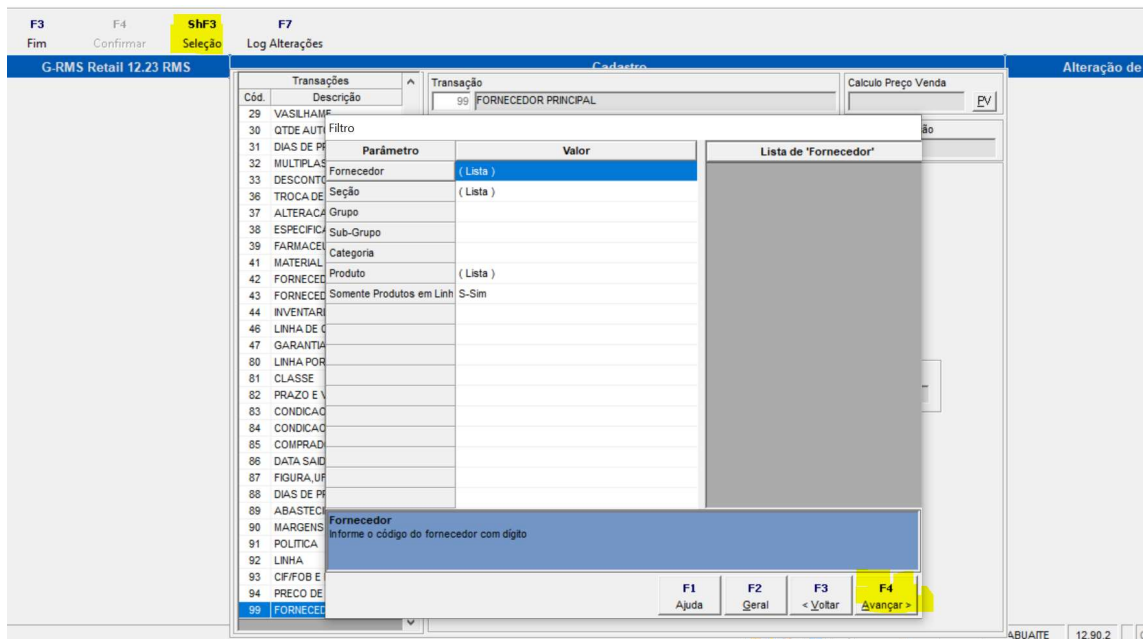 F3 F4 ShF3 F7
Fim Confirmar Seleção Log Alterações
G-RMS Retail 12.23 RMS Cadastro Alteração de
Transações
Cód. Descrição
Transação
99 FORNECEDOR PRINCIPAL
Calculo Preço Venda
PV
29 VASILHAME
30 QTDE AUT
31 DIAS DE PR
32 MULTIPLAS
33 DESCONTO
36 TROCA DE
37 ALTERACA
38 ESPECIFICA
39 FARMACEU
41 MATERIAL
42 FORNECED
43 FORNECED
44 INVENTARI
46 LINHA DE
47 GARANTIA
80 LINHA POR
81 CLASSE
82 PRAZO E V
83 CONDICAO
84 CONDICAO
85 COMPRAD
86 DATA SAID
87 FIGURA,UF
88 DIAS DE PR
89 ABASTECI
90 MARGENS
91 POLITICA
92 LINHA
93 CIF/FOB E
94 PRECO DE
99 FORNECED
Filtro
ão
Parámetro Valor Lista de 'Fornecedor'
Fornecedor ( Lista )
Seção ( Lista )
Grupo
Sub-Grupo
Categoria
Produto ( Lista )
Somente Produtos em Linh S-Sim
Fornecedor
Informe o código do fornecedor com dígito
F1 F2 F3 F4
Ajuda Geral < Voltar Avançar >
ABUAITE 12.90.2